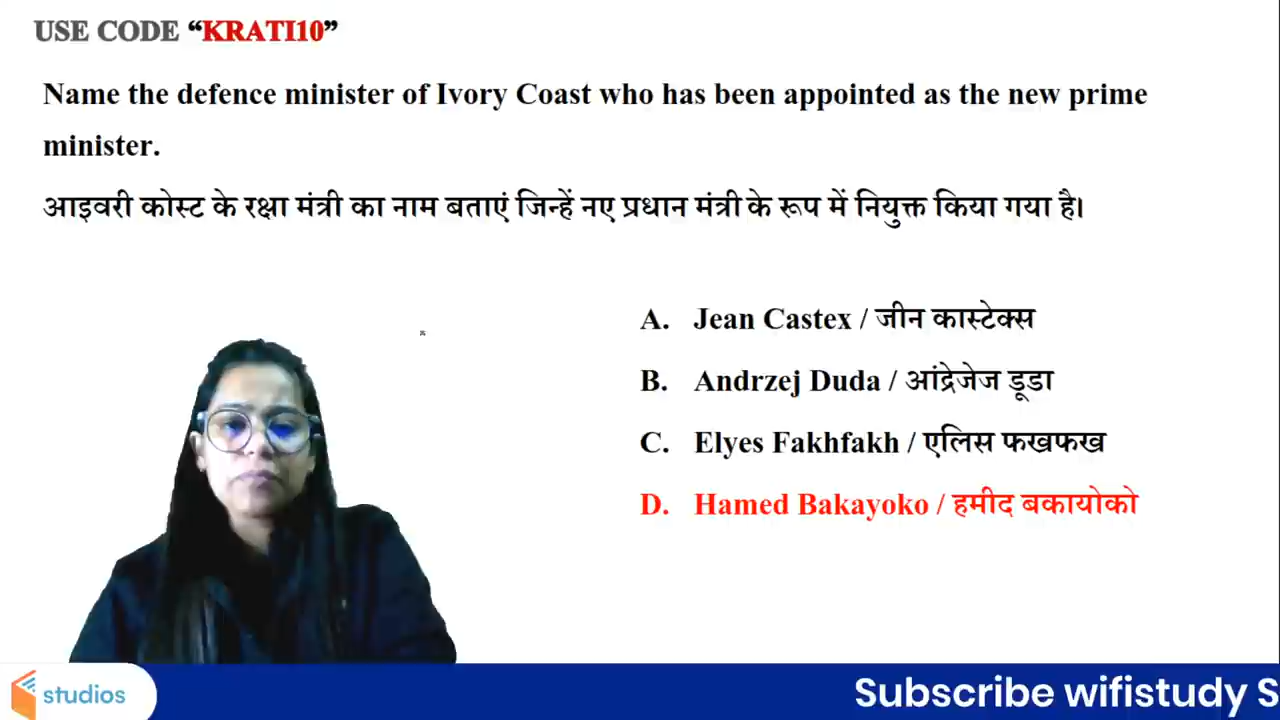 USE CODE “KRATI10”
Name the defence minister of Ivory Coast who has been appointed as the new prime
minister.
आइवरी कोस्ट के रक्षा मंत्री का नाम बताएं जिन्हें नए प्रधान मंत्री के रूप में नियुक्त किया गया है।
A. Jean Castex / जीन कास्टेक्स
B. Andrzej Duda / आंद्रेजेज डूडा
C. Elyes Fakhfakh / एलिस फखफख
D. Hamed Bakayoko / हमीद बकायोको
studios
Subscribe wifistudy S